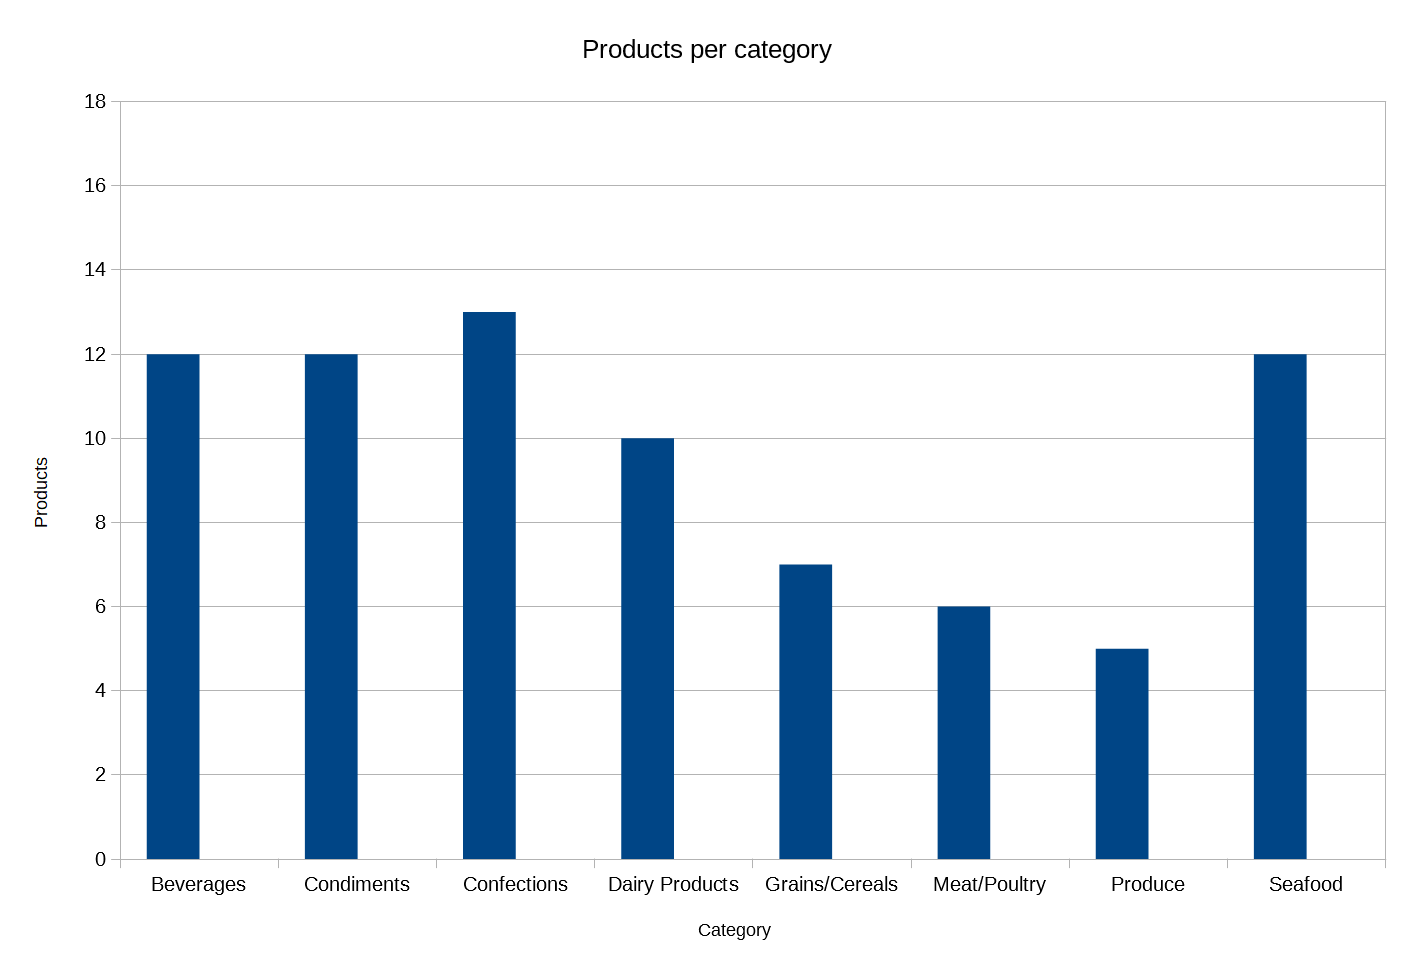 Products per category
18
16
14
12
10
8
6
4
2
0
Products
Beverages Condiments Confections Dairy Products Grains/Cereals Meat/Poultry Produce Seafood
Category